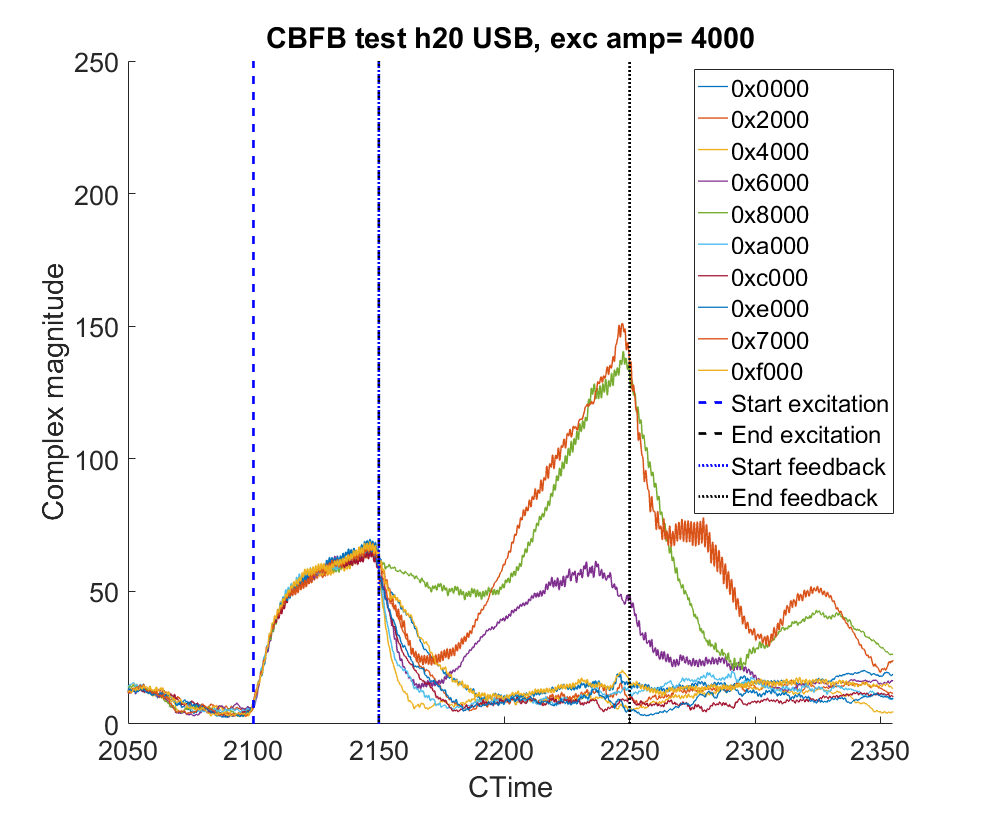 CBFB test h20 USB, exc amp= 4000
250
200
150
100
50
0
2050
2100
2150
2200
2250
2300
2350
Complex magnitude
CTime
0x0000
0x2000
0x4000
0x6000
0x8000
0xa000
0xc000
0xe000
0x7000
0xf000
Start excitation
End excitation
Start feedback
End feedback